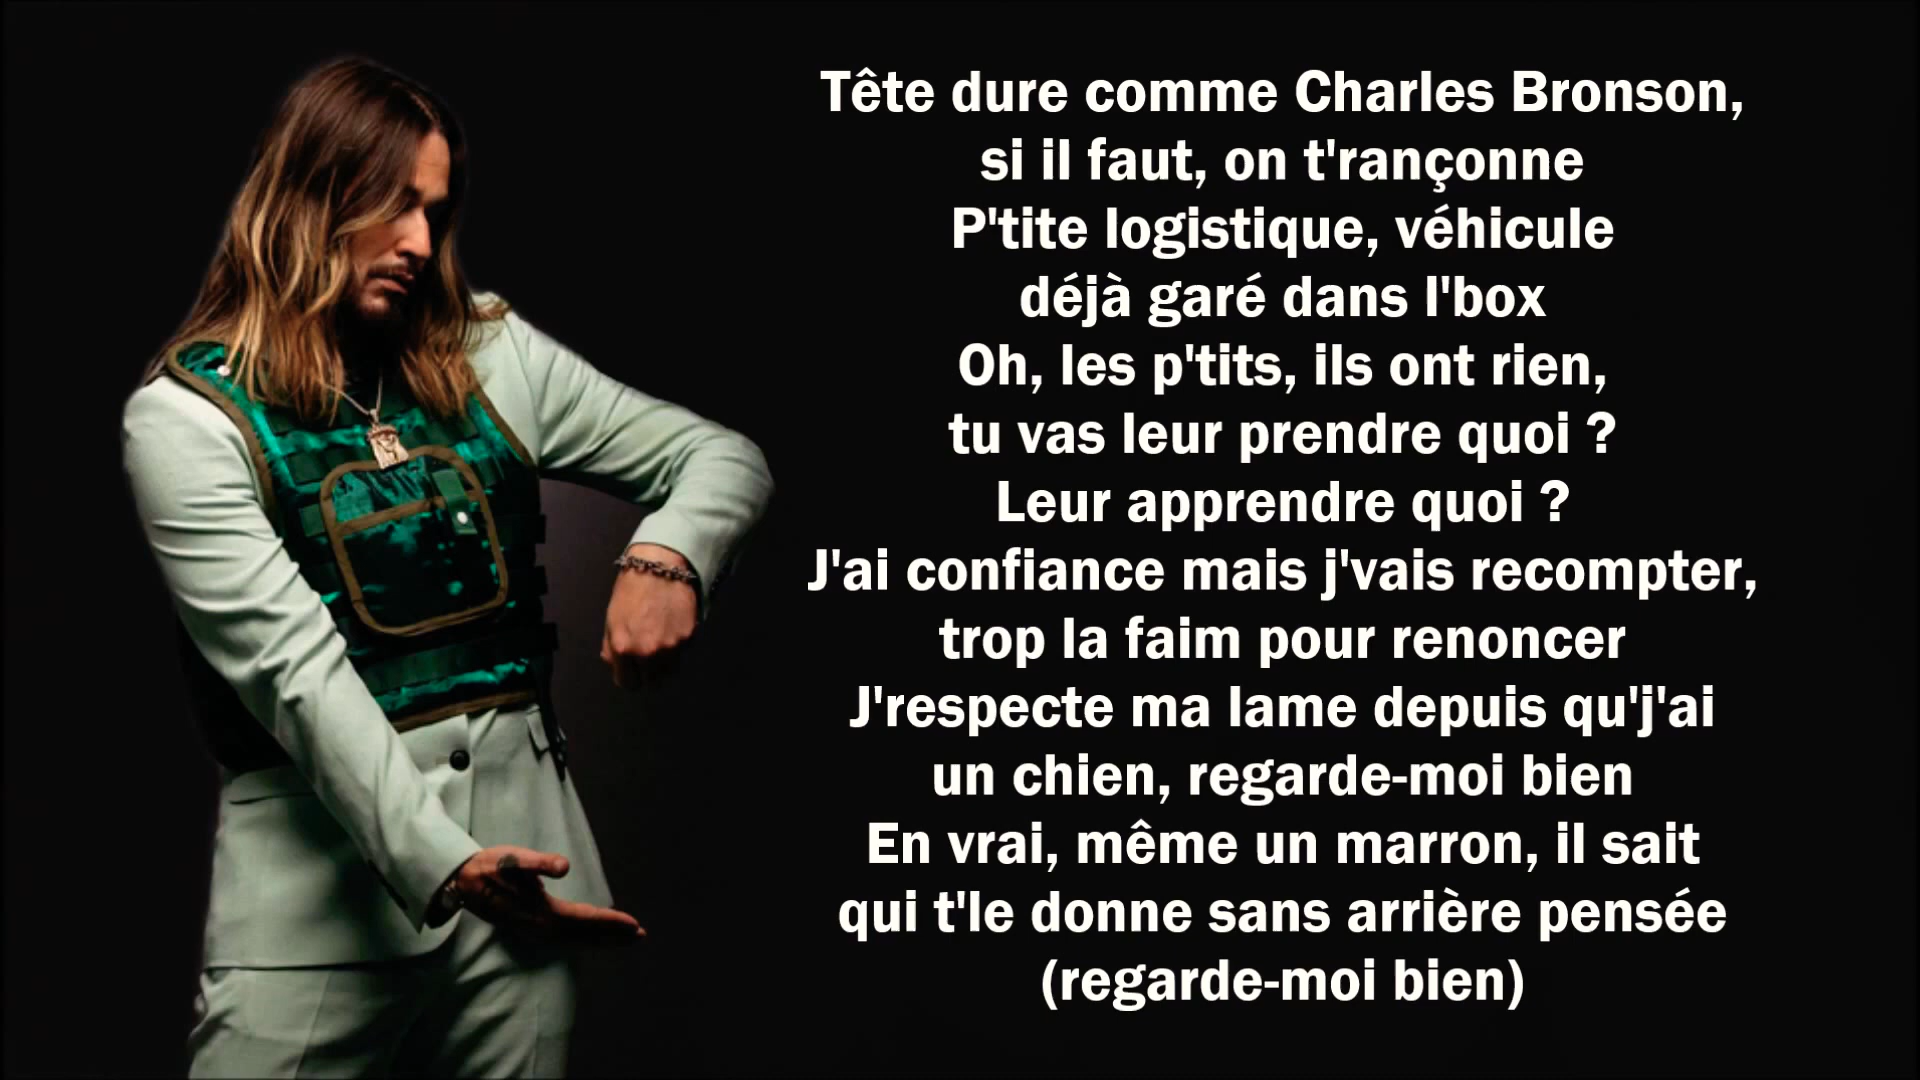 Tête dure comme Charles Bronson,
si il faut, on t'rançonne
P'tite logistique, véhicule
déjà garé dans l'box
Oh, les p'tits, ils ont rien,
tu vas leur prendre quoi ?
Leur apprendre quoi ?
J'ai confiance mais j'vais recompter,
trop la faim pour renoncer
J'respecte ma lame depuis qu'j'ai
un chien, regarde-moi bien
En vrai, même un marron, il sait
qui t'le donne sans arrière pensée
(regarde-moi bien)